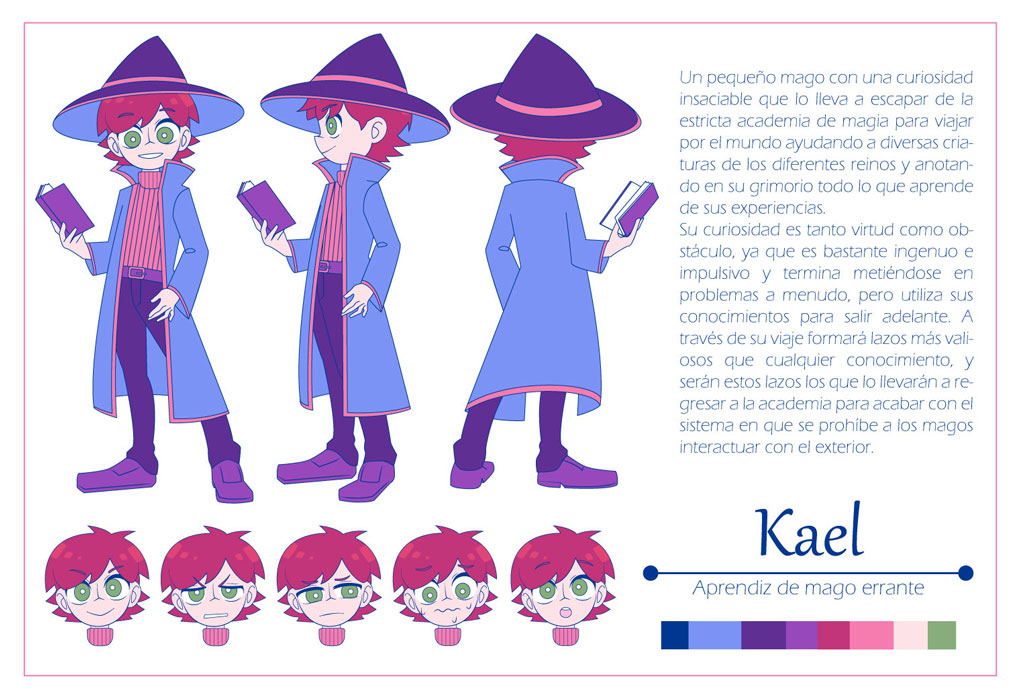 Un pequeño mago con una curiosidad
insaciable que lo lleva a escapar de la
estricta academia de magia para viajar
por el mundo ayudando a diversas cria-
turas de los diferentes reinos y anotan-
do en su grimorio todo lo que aprende
de sus experiencias.
Su curiosidad es tanto virtud como ob-
stáculo, ya que es bastante ingenuo e
impulsivo y termina metiéndose en
problemas a menudo, pero utiliza sus
conocimientos para salir adelante. A
través de su viaje formará lazos más vali-
osos que cualquier conocimiento, y
serán estos lazos los que lo llevarán a re-
gresar a la academia para acabar con el
sistema en que se prohíbe a los magos
interactuar con el exterior.
Kael
Aprendiz de mago errante